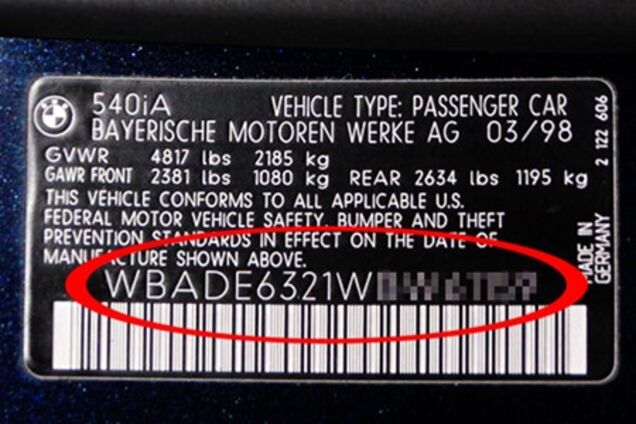 540iA VEHICLE TYPE: PASSENGER CAR
BAYERISCHE MOTOREN WERKE AG 03/98
GVWR 4817 lbs 2185 kg
GAWR FRONT 2381 lbs 1080 kg REAR 2634 lbs 1195 kg
THIS VEHICLE CONFORMS TO ALL APPLICABLE U.S.
FEDERAL MOTOR VEHICLE SAFETY, BUMPER AND THEFT
PREVENTION STANDARDS IN EFFECT ON THE DATE OF
MANUFACTURE SHOWN ABOVE.
WBADE6321W
2 122 606
MADE IN
GERMANY